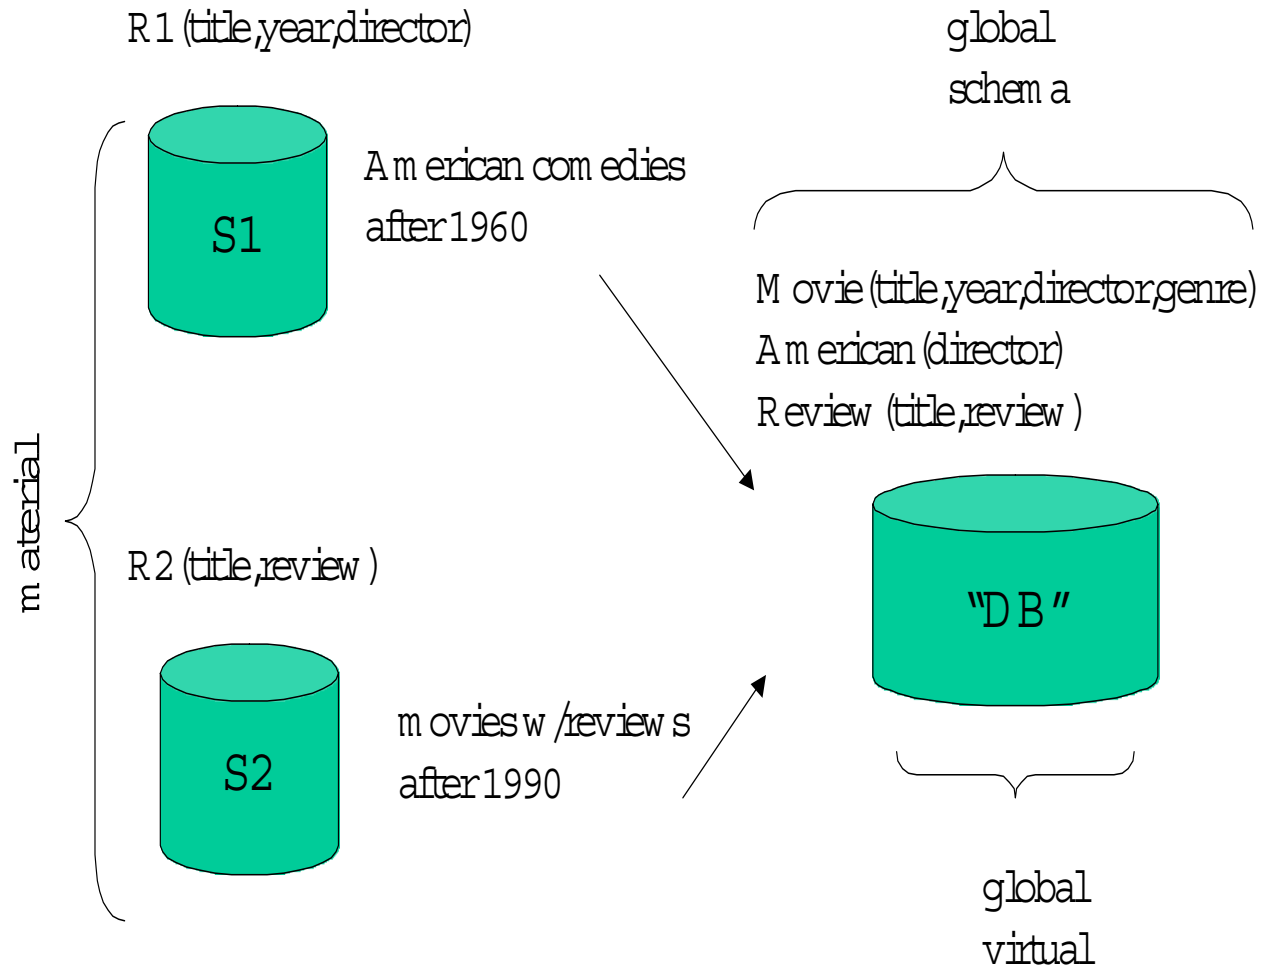 R1(title,year,director)
S1
American comedies
after 1960
material
R2(title,review)
S2
movies w/reviews
after 1990
global
schema
Movie(title,year,director,genre)
American(director)
Review(title,review)
"DB"
global
virtual